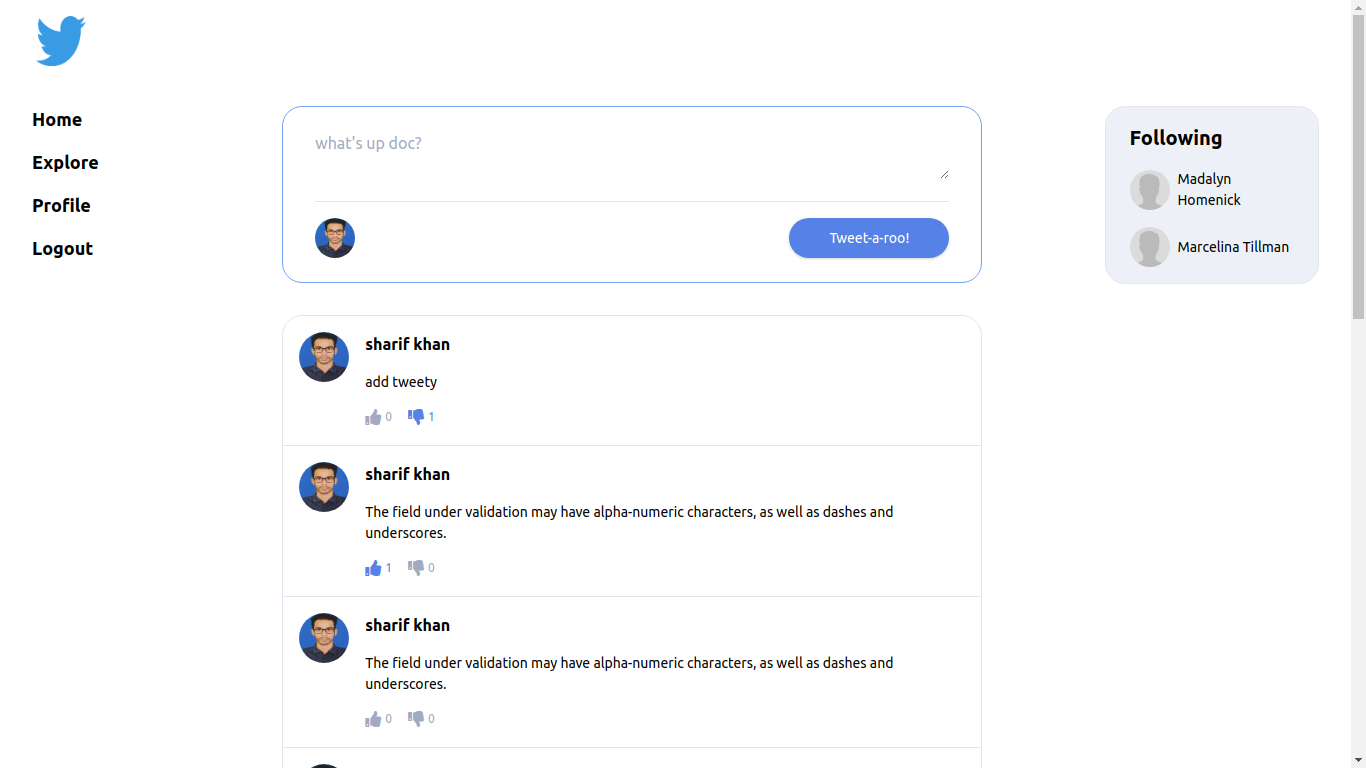 Home
Explore
Profile
Logout
what's up doc?
Tweet-a-roo!
sharif khan
add tweety
0 1
sharif khan
The field under validation may have alpha-numeric characters, as well as dashes and
underscores.
1 0
sharif khan
The field under validation may have alpha-numeric characters, as well as dashes and
underscores.
0 0
Following
Madalyn
Homenick
Marcelina Tillman